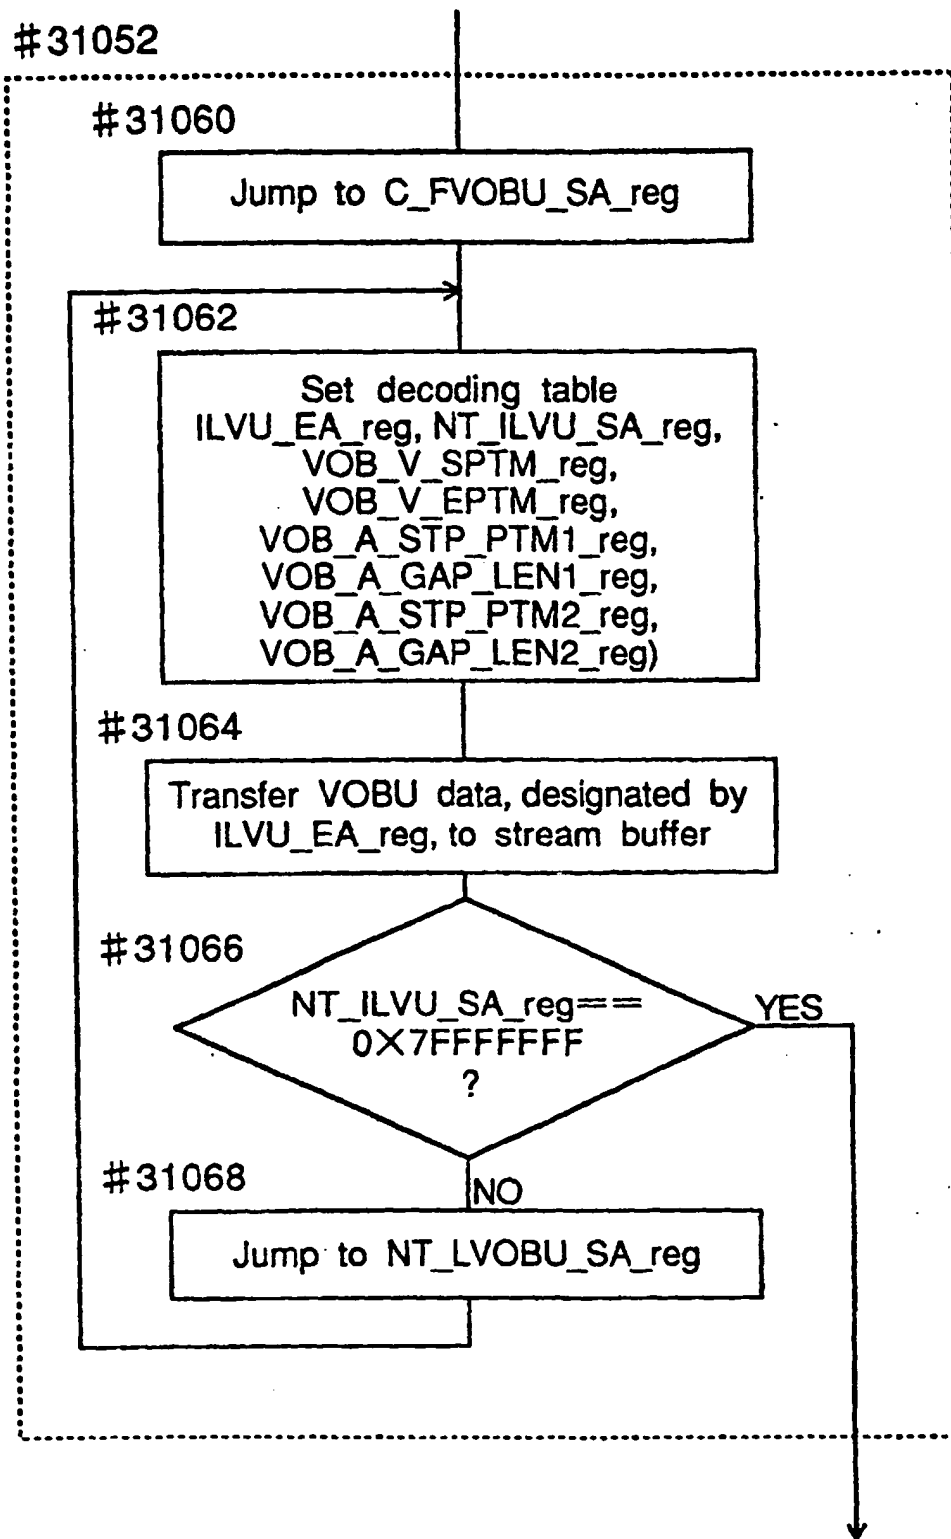 #31052
#31060
Jump to C_FVOBU_SA_reg
#31062
Set decoding table
ILVU_EA_reg, NT_ILVU_SA_reg,
VOB_V_SPTM_reg,
VOB_V_EPTM_reg,
VOB_A_STP_PTM1_reg,
VOB_A_GAP_LEN1_reg,
VOB_A_STP_PTM2_reg,
VOB_A_GAP_LEN2_reg)
#31064
Transfer VOBU data, designated by
ILVU_EA_reg, to stream buffer
#31066
NT_ILVU_SA_reg==
0X7FFFFFFF
?
YES
#31068
NO
Jump to NT_LVOBU_SA_reg